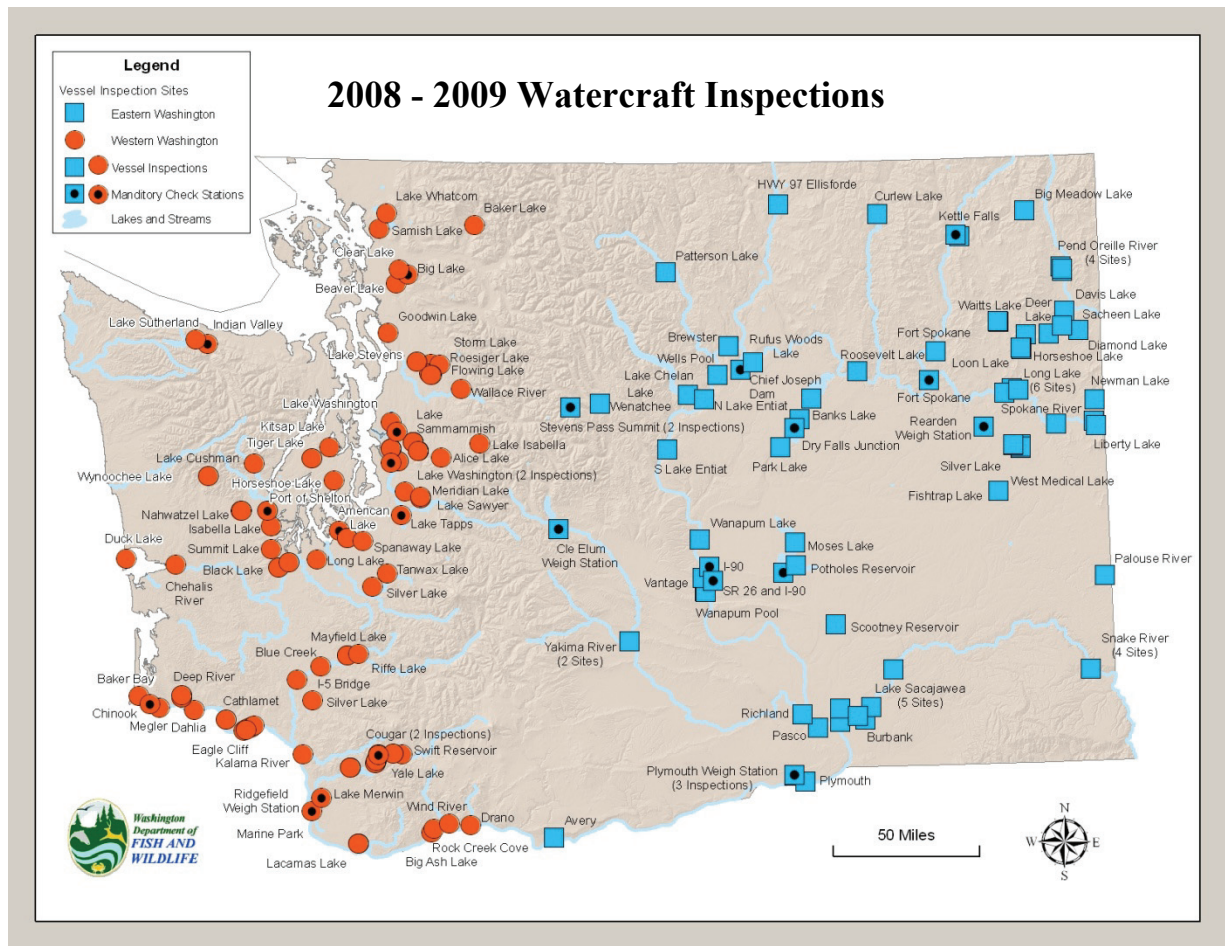 Legend
Vessel Inspection Sites
Eastern Washington
Western Washington
Vessel Inspections
Manditory Check Stations
Lakes and Streams
2008 - 2009 Watercraft Inspections
Lake Whatcom
Baker Lake
Samish Lake
Clear Lake
Big Lake
Beaver Lake
Goodwin Lake
Lake Sutherland
Indian Valley
Storm Lake
Lake Stevens
Roesiger Lake
Flowing Lake
Wallace River
Lake Washington
Lake
Sammammish
Kitsap Lake
Tiger Lake
Lake Isabella
Alice Lake
Lake Cushman
Wynoochee Lake
Horseshoe Lake
Lake Washington (2 Inspections)
Port of Shelton
Meridian Lake
Nahwatzel Lake
American
Lake
Lake Sawyer
Isabella Lake
Lake Tapps
Duck Lake
Summit Lake
Spanaway Lake
Black Lake
Long Lake
Tanwax Lake
Chehalis
River
Silver Lake
Mayfield Lake
Blue Creek
Riffe Lake
Baker Bay
Deep River
I-5 Bridge
Cathlamet
Silver Lake
Chinook
Megler
Dahlia
Cougar (2 Inspections)
Eagle Cliff
Swift Reservoir
Kalama River
Yale Lake
Ridgefield
Weigh Station
Lake Merwin
Wind River
Drano
Marine Park
Rock Creek Cove
Lacamas Lake
Big Ash Lake
Avery
HWY 97 Ellisforde
Curlew Lake
Big Meadow Lake
Kettle Falls
Patterson Lake
Pend Oreille River
(4 Sites)
Davis Lake
Waitts Lake
Deer
Lake
Sacheen Lake
Brewster
Rufus Woods
Lake
Fort Spokane
Diamond Lake
Wells Pool
Roosevelt Lake
Loon Lake
Horseshoe Lake
Lake Chelan
Chief Joseph
Dam
Long Lake
(6 Sites)
Newman Lake
Lake
Wenatchee
N Lake Entiat
Fort Spokane
Banks Lake
Spokane River
Stevens Pass Summit (2 Inspections)
Rearden
Weigh Station
Dry Falls Junction
Liberty Lake
Park Lake
S Lake Entiat
Silver Lake
West Medical Lake
Fishtrap Lake
Wanapum Lake
Cle Elum
Weigh Station
Moses Lake
Palouse River
I-90
Potholes Reservoir
Vantage
SR 26 and I-90
Wanapum Pool
Scootney Reservoir
Yakima River
(2 Sites)
Snake River
(4 Sites)
Lake Sacajawea
(5 Sites)
Richland
Pasco
Burbank
Plymouth Weigh Station
(3 Inspections)
Plymouth
50 Miles
N
W
E
S
Washington
Department of
FISH AND
WILDLIFE